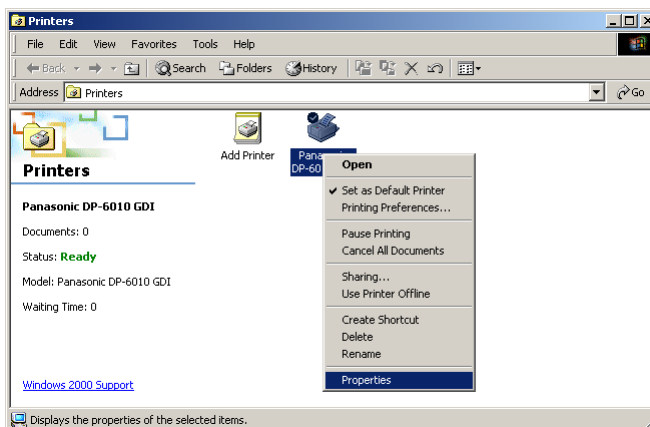 Printers
File Edit View Favorites Tools Help
Back Search Folders History
Address Printers Go
Add Printer
Printers
Panasonic DP-6010 GDI
Documents: 0
Status: Ready
Model: Panasonic DP-6010 GDI
Waiting Time: 0
Windows 2000 Support
Open
Set as Default Printer
Printing Preferences...
Pause Printing
Cancel All Documents
Sharing...
Use Printer Offline
Create Shortcut
Delete
Rename
Properties
Displays the properties of the selected items.